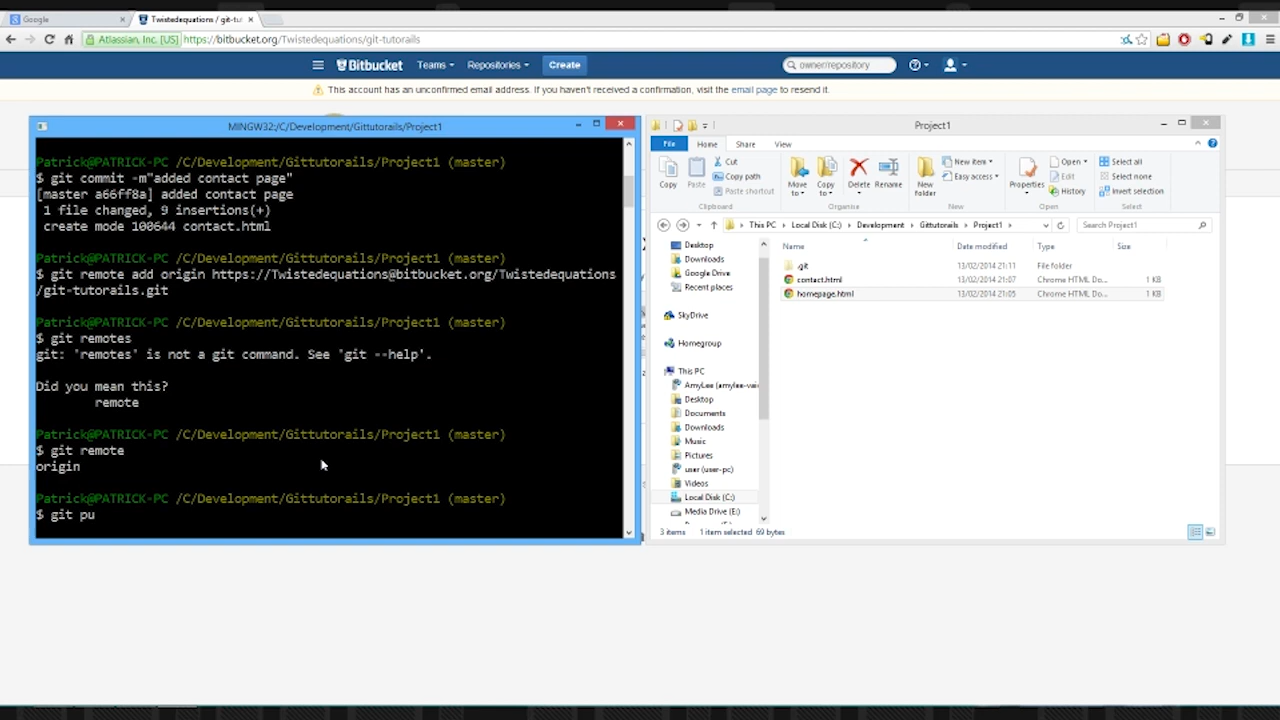 Google
Twistedequations / git-tu
Atlassian, Inc. [US] https://bitbucket.org/Twistedequations/git-tutorails
Bitbucket Teams Repositories Create owner/repository
This account has an unconfirmed email address. If you haven't received a confirmation, visit the email page to resend it.
MINGW32:/C/Development/Gittutorails/Project1
Patrick@PATRICK-PC /C/Development/Gittutorails/Project1 (master)
$ git commit -m"added contact page"
[master a66ff8a] added contact page
1 file changed, 9 insertions(+)
create mode 100644 contact.html
Patrick@PATRICK-PC /C/Development/Gittutorails/Project1 (master)
$ git remote add origin https://Twistedequations@bitbucket.org/Twistedequations
/git-tutorails.git
Patrick@PATRICK-PC /C/Development/Gittutorails/Project1 (master)
$ git remotes
git: 'remotes' is not a git command. See 'git --help'.
Did you mean this?
remote
Patrick@PATRICK-PC /C/Development/Gittutorails/Project1 (master)
$ git remote
origin
Patrick@PATRICK-PC /C/Development/Gittutorails/Project1 (master)
$ git pu
Project1
File Home Share View
Copy
Paste
Cut
Copy path
Paste shortcut
Clipboard
Move to
Copy to
Delete
Rename
Organise
New folder
New item
Easy access
New
Properties
Open
Edit
History
Open
Select all
Select none
Invert selection
Select
This PC Local Disk (C:) Development Gittutorails Project1
Search Project1
Desktop
Downloads
Google Drive
Recent places
SkyDrive
Homegroup
This PC
AmyLee (amylee-vaio
Desktop
Documents
Downloads
Music
Pictures
user (user-pc)
Videos
Local Disk (C:)
Media Drive (E:)
Name Date modified Type Size
.git 13/02/2014 21:11 File folder
contact.html 13/02/2014 21:07 Chrome HTML Do... 1 KB
homepage.html 13/02/2014 21:05 Chrome HTML Do... 1 KB
3 items 1 item selected 69 bytes